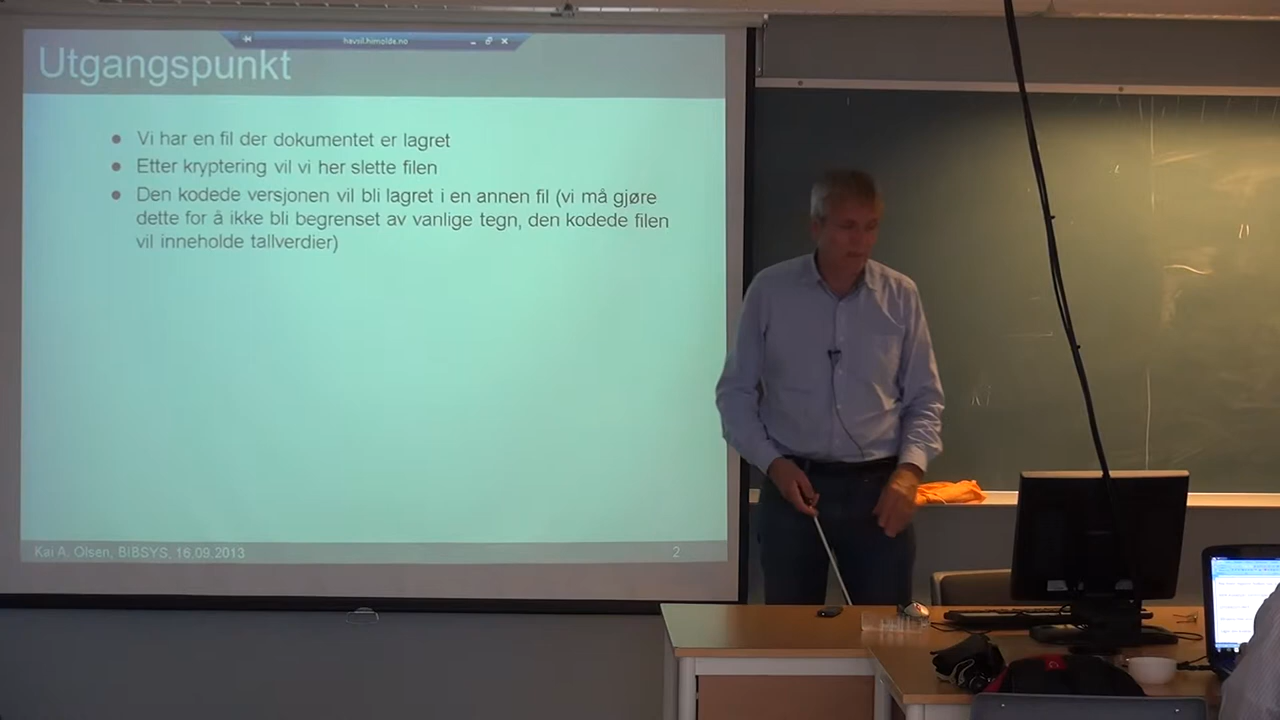 havsil.himolde.no
Utgangspunkt
Vi har en fil der dokumentet er lagret
Etter kryptering vil vi her slette filen
Den kodede versjonen vil bli lagret i en annen fil (vi må gjøre
dette for å ikke bli begrenset av vanlige tegn, den kodede filen
vil inneholde tallverdier)
Kai A. Olsen, BIBSYS, 16.09.2013
2